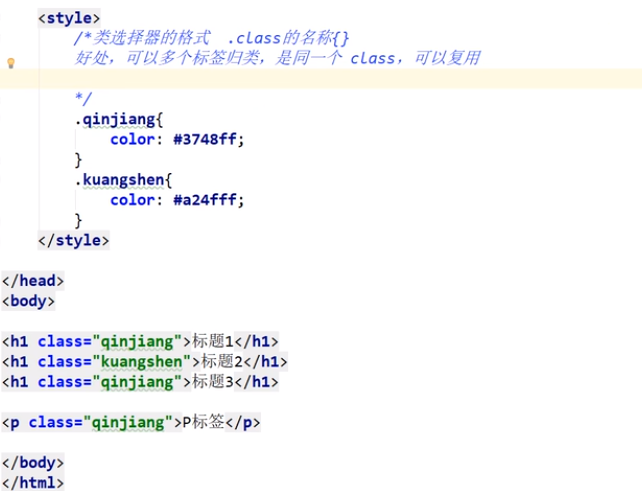 <style>
/*类选择器的格式 .class的名称{}
好处，可以多个标签归类，是同一个 class，可以复用
*/
.qinjiang{
color: #3748ff;
}
.kuangshen{
color: #a24fff;
}
</style>
</head>
<body>
<h1 class="qinjiang">标题1</h1>
<h1 class="kuangshen">标题2</h1>
<h1 class="qinjiang">标题3</h1>
<p class="qinjiang">P标签</p>
</body>
</html>